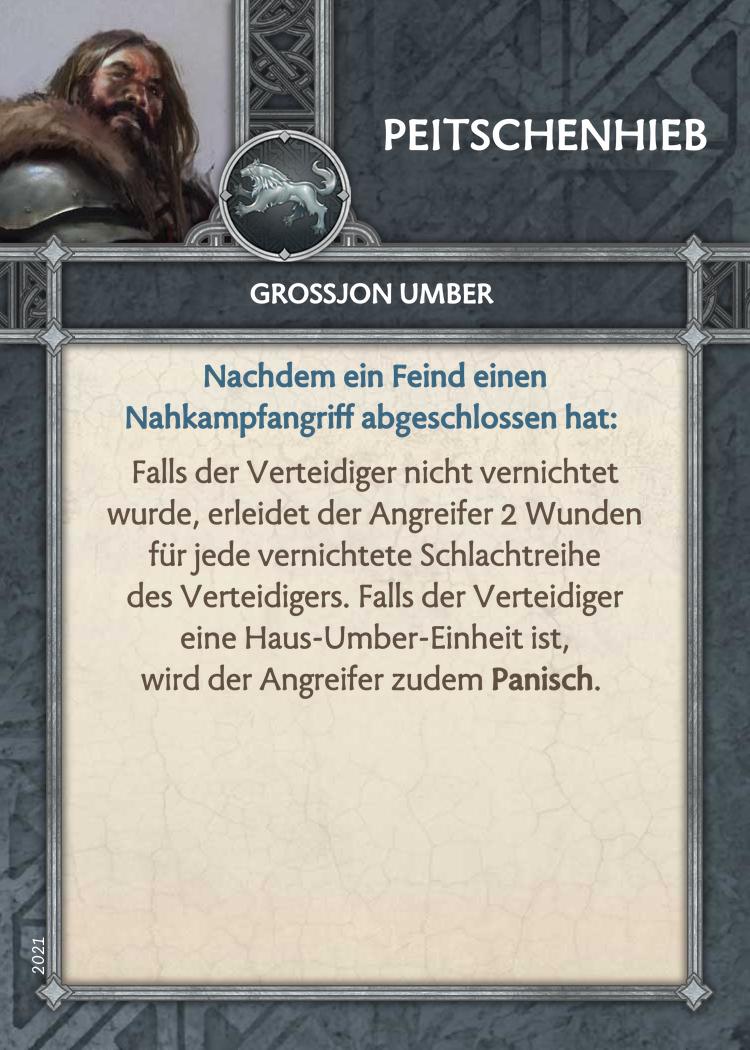 PEITSCHENHIEB
GROSSJON UMBER
Nachdem ein Feind einen
Nahkampfangriff abgeschlossen hat:
Falls der Verteidiger nicht vernichtet
wurde, erleidet der Angreifer 2 Wunden
für jede vernichtete Schlachtreihe
des Verteidigers. Falls der Verteidiger
eine Haus-Umber-Einheit ist,
wird der Angreifer zudem Panisch.
2021